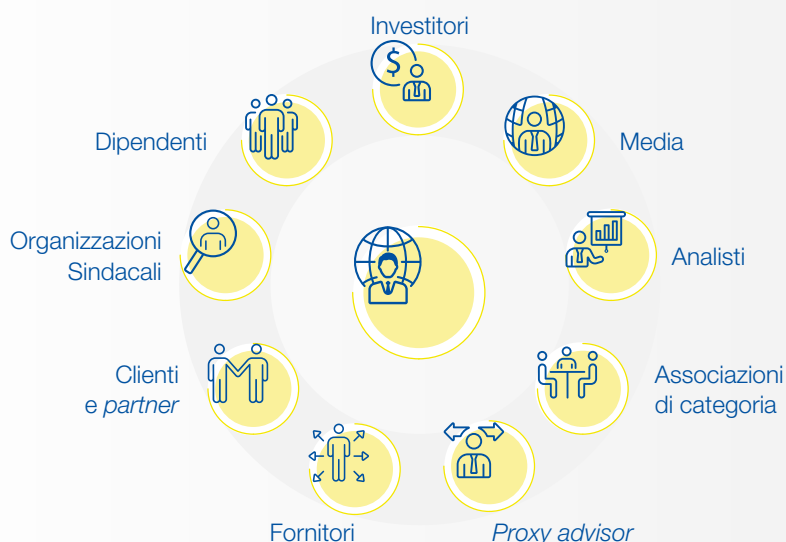 Investitori
Dipendenti
Media
Organizzazioni
Sindacali
Analisti
Clienti
e partner
Associazioni
di categoria
Fornitori
Proxy advisor